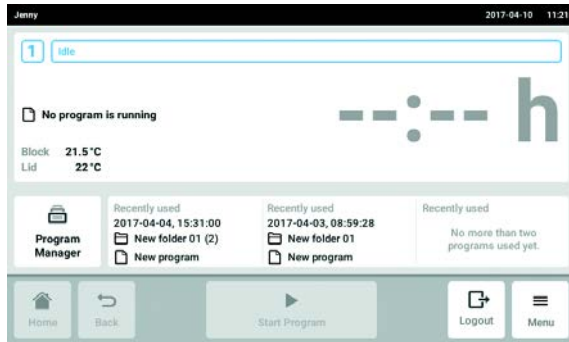 Jenny 2017-04-10 11:21
1 Idle
--:-- h
No program is running
Block 21.5°C
Lid 22°C
Program Manager
Recently used
2017-04-04, 15:31:00
New folder 01 (2)
New program
Recently used
2017-04-03, 08:59:28
New folder 01
New program
Recently used
No more than two
programs used yet.
Home
Back
Start Program
Logout
Menu